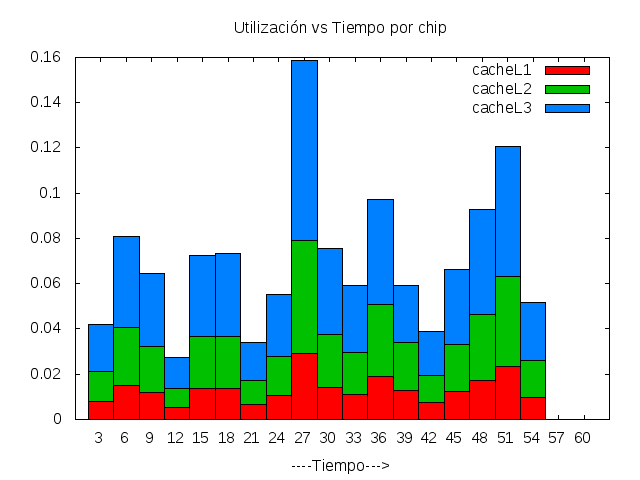 Utilización vs Tiempo por chip
cacheL1
cacheL2
cacheL3
0.16
0.14
0.12
0.1
0.08
0.06
0.04
0.02
0
3 6 9 12 15 18 21 24 27 30 33 36 39 42 45 48 51 54 57 60
----Tiempo--->